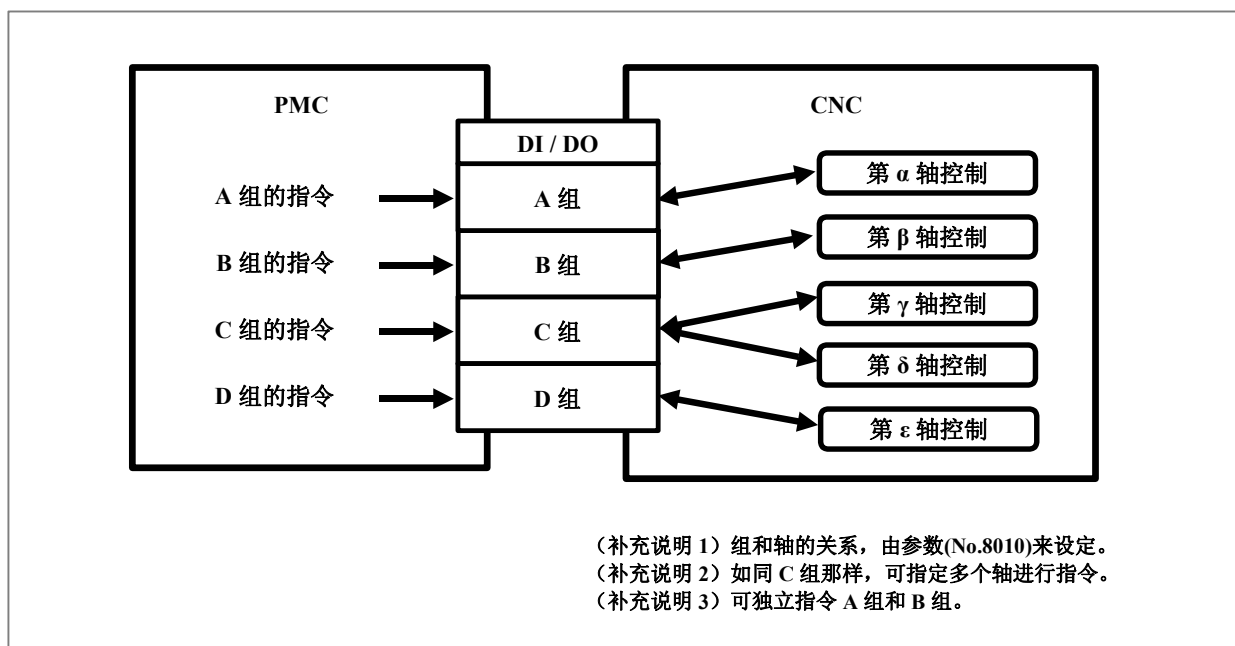 PMC
CNC
DI / DO
A 组的指令
A 组
第 α 轴控制
B 组的指令
B 组
第 β 轴控制
C 组的指令
C 组
第 γ 轴控制
第 δ 轴控制
D 组的指令
D 组
第 ε 轴控制
（补充说明 1）组和轴的关系，由参数(No.8010)来设定。
（补充说明 2）如同 C 组那样，可指定多个轴进行指令。
（补充说明 3）可独立指令 A 组和 B 组。